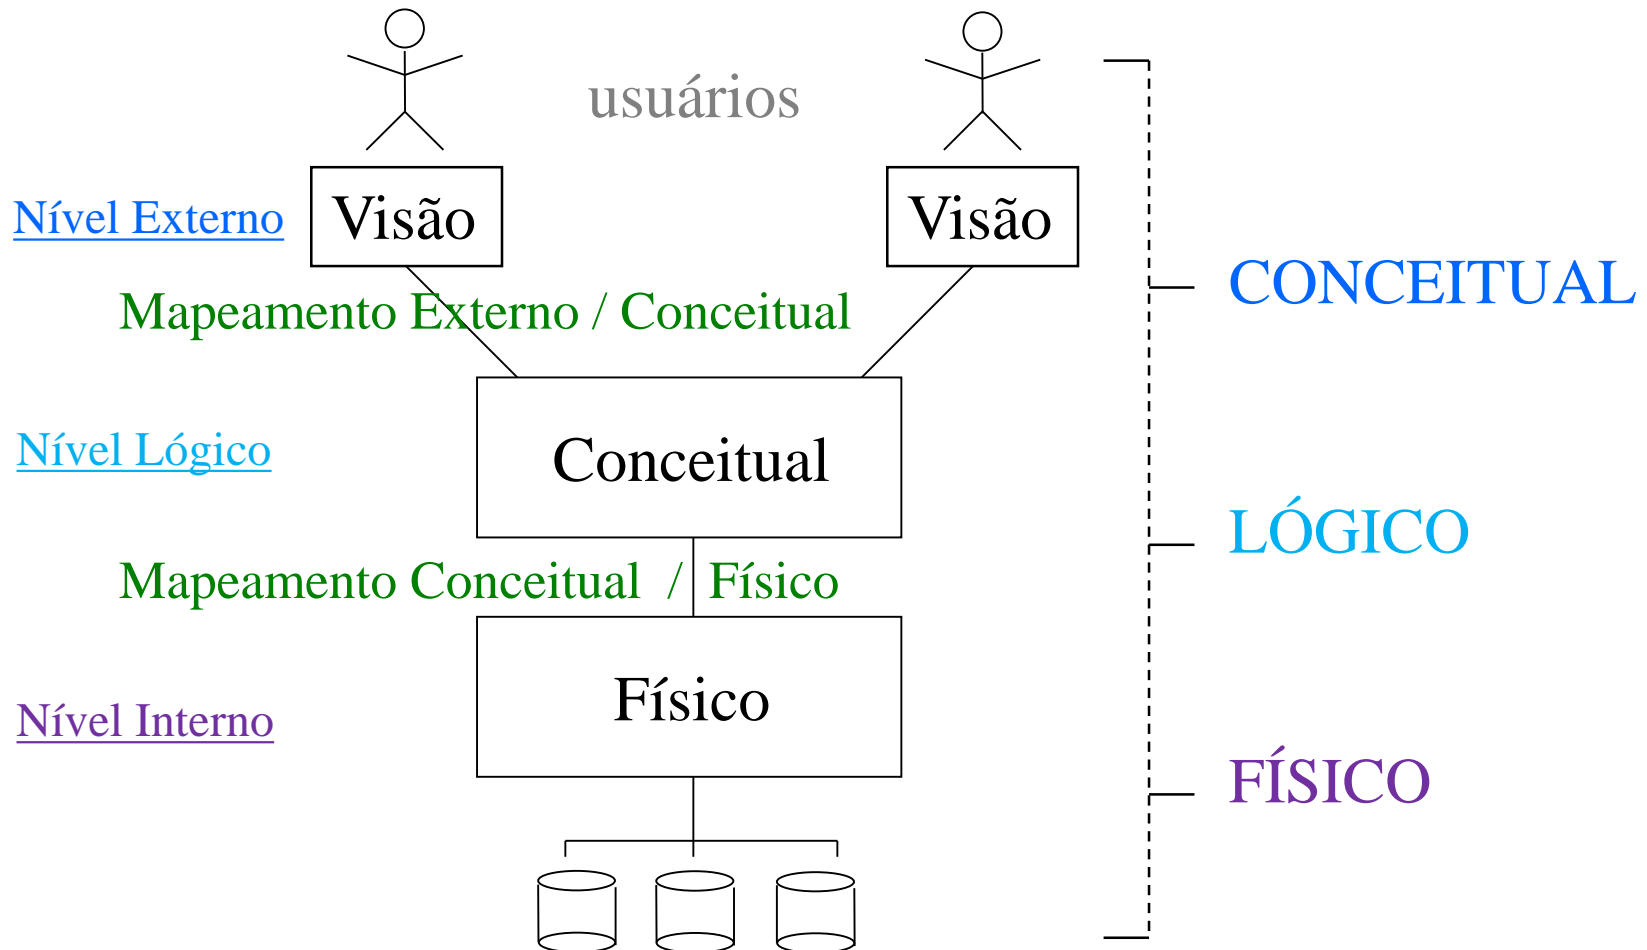 usuários
Nível Externo
Visão
Visão
CONCEITUAL
Mapeamento Externo / Conceitual
Nível Lógico
Conceitual
LÓGICO
Mapeamento Conceitual / Físico
Nível Interno
Físico
FÍSICO